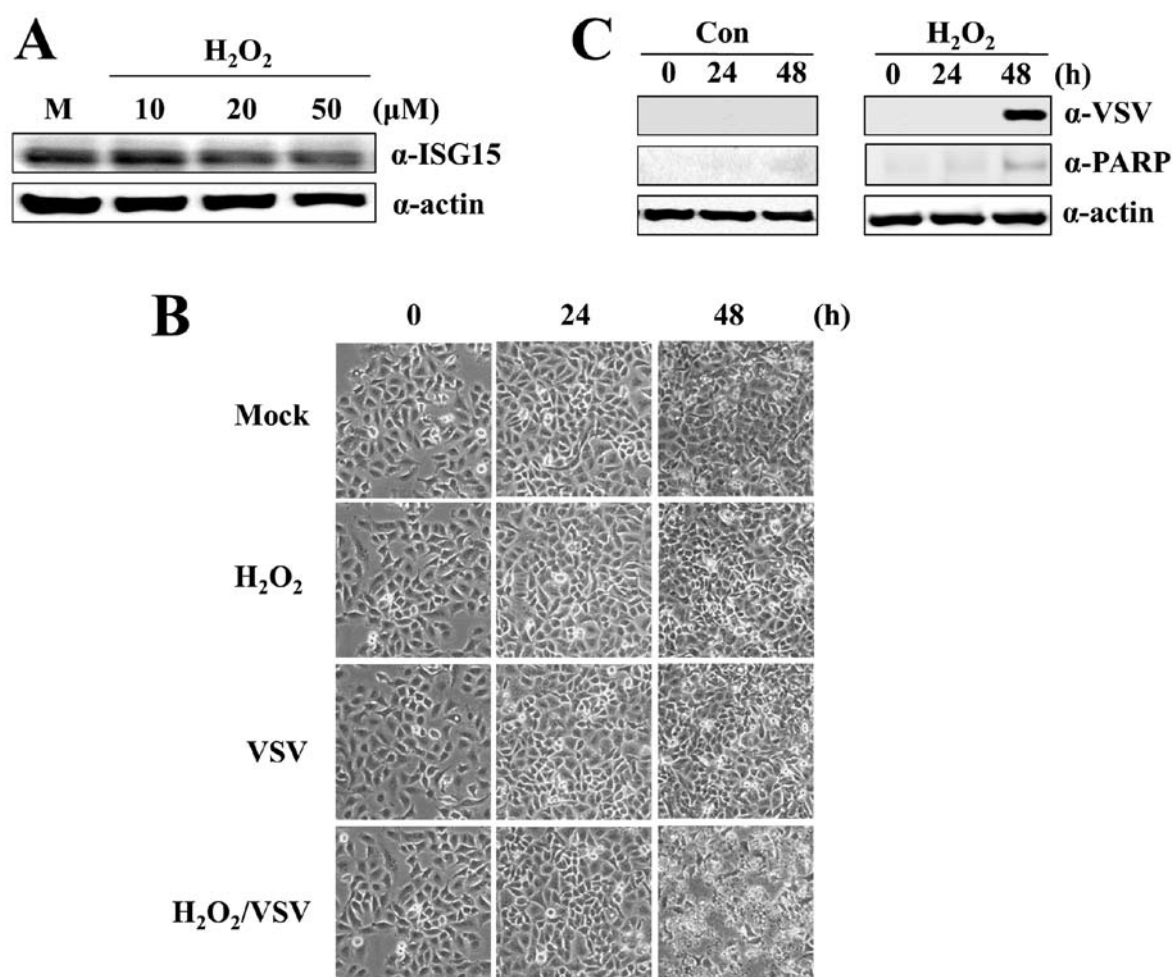 A
H₂O₂
M 10 20 50 (µM)
α-ISG15
α-actin
C
Con H₂O₂
0 24 48 0 24 48 (h)
α-VSV
α-PARP
α-actin
B
0 24 48 (h)
Mock
H₂O₂
VSV
H₂O₂/VSV